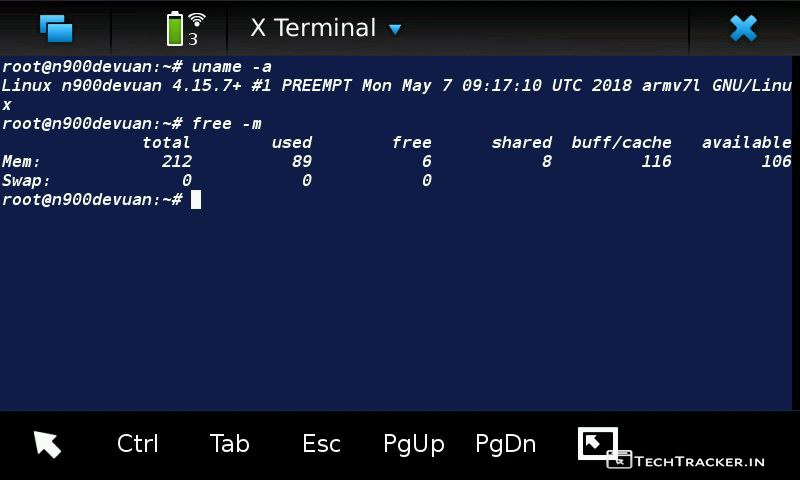 3
X Terminal
root@n900devuan:~# uname -a
Linux n900devuan 4.15.7+ #1 PREEMPT Mon May 7 09:17:10 UTC 2018 armv7l GNU/Linu
x
root@n900devuan:~# free -m
total used free shared buff/cache available
Mem: 212 89 6 8 116 106
Swap: 0 0 0
root@n900devuan:~#
Ctrl Tab Esc PgUp PgDn
TECHTRACKER.IN